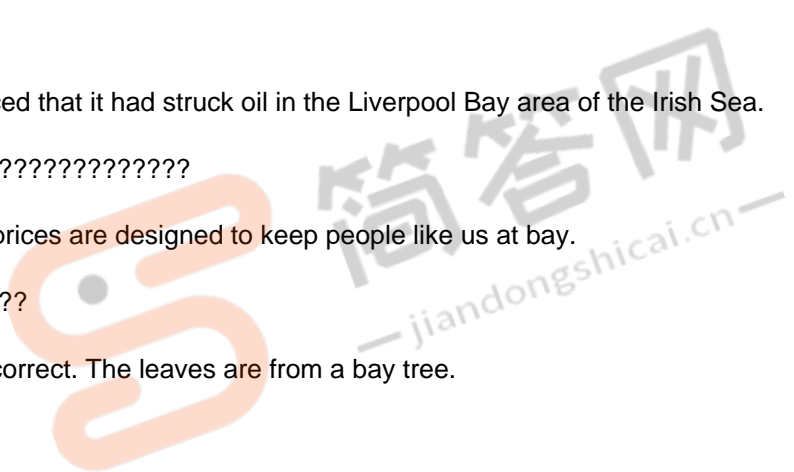 ced that it had struck oil in the Liverpool Bay area of the Irish Sea.
?????????????
prices are designed to keep people like us at bay.
??
correct. The leaves are from a bay tree.
简答网
jiandongshicai.cn